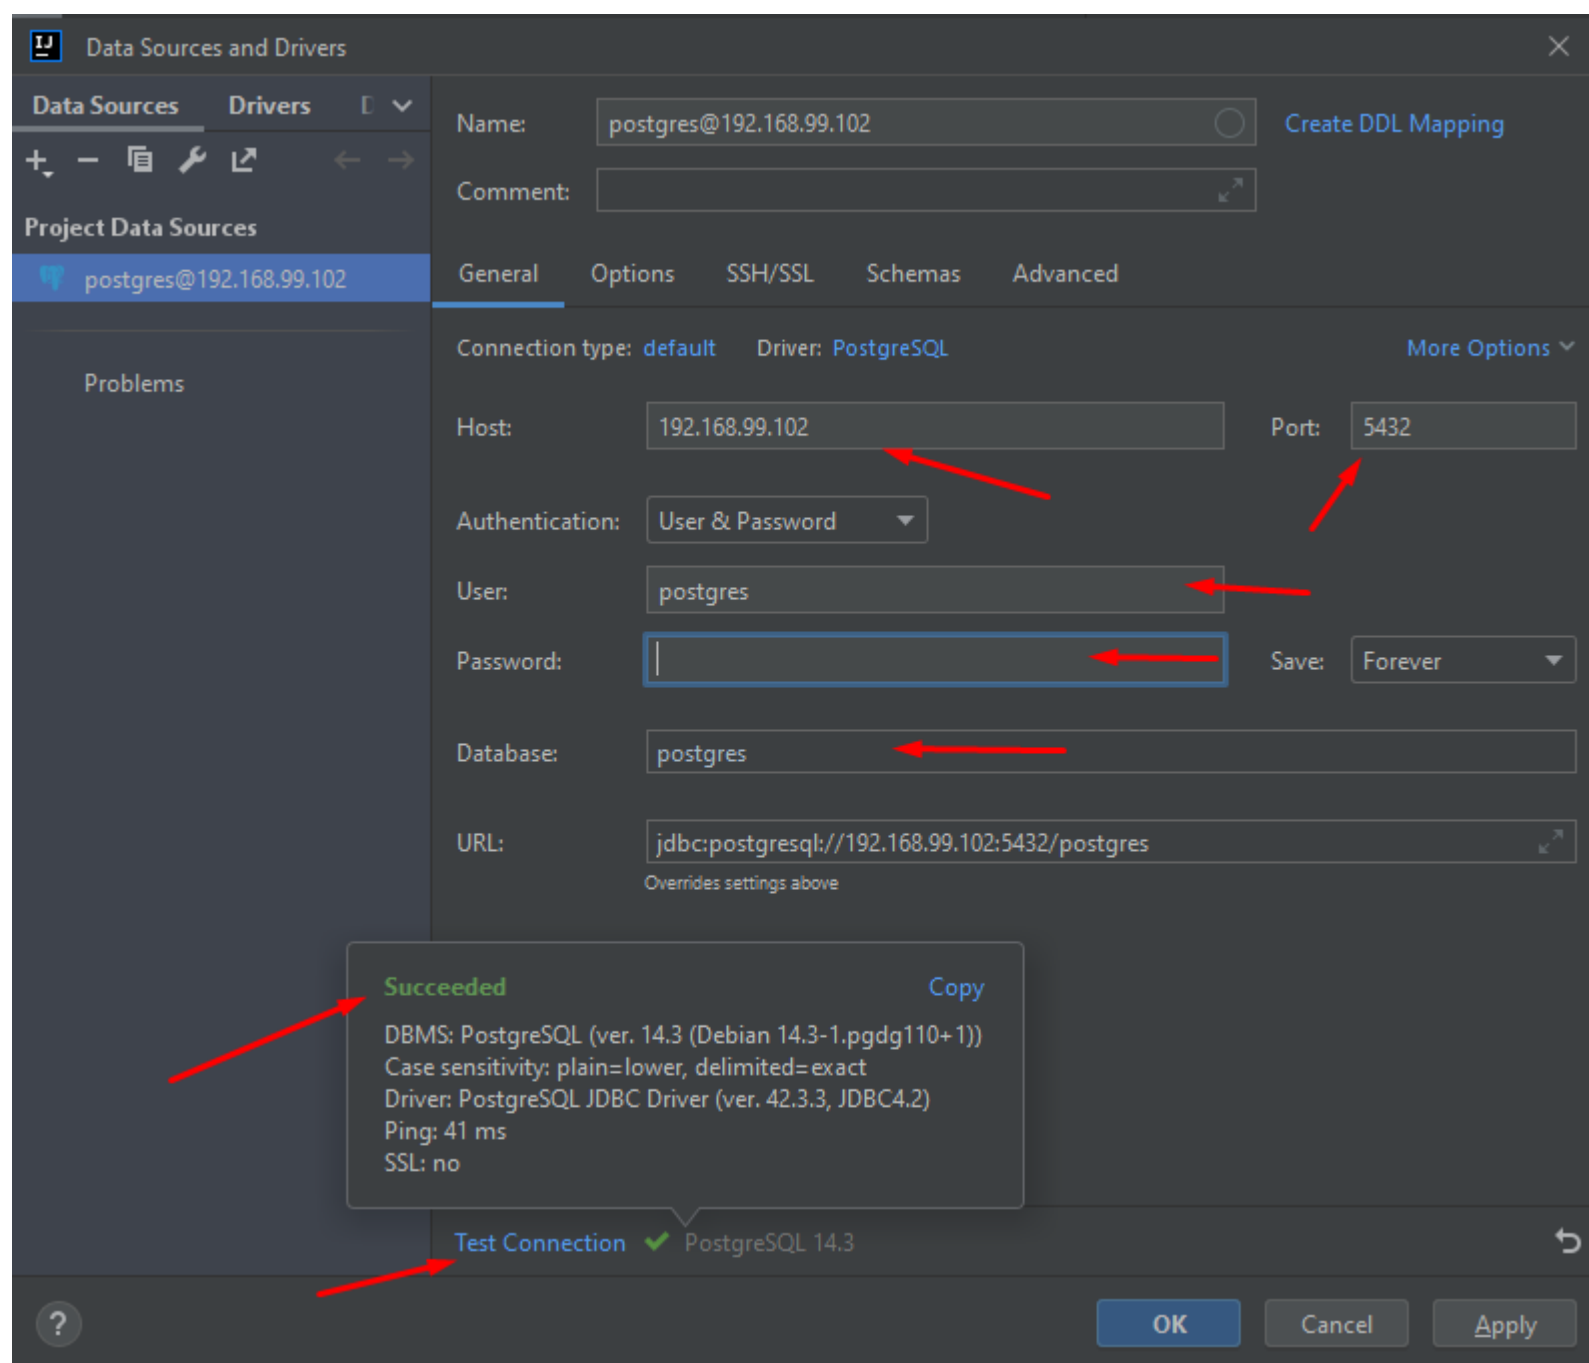 IJ
Data Sources and Drivers
Data Sources Drivers D
Project Data Sources
postgres@192.168.99.102
Problems
Name: postgres@192.168.99.102 Create DDL Mapping
Comment:
General Options SSH/SSL Schemas Advanced
Connection type: default Driver: PostgreSQL More Options
Host: 192.168.99.102 Port: 5432
Authentication: User & Password
User: postgres
Password: Save: Forever
Database: postgres
URL: jdbc:postgresql://192.168.99.102:5432/postgres
Overrides settings above
Succeeded Copy
DBMS: PostgreSQL (ver. 14.3 (Debian 14.3-1.pgdg110+1))
Case sensitivity: plain=lower, delimited=exact
Driver: PostgreSQL JDBC Driver (ver. 42.3.3, JDBC4.2)
Ping: 41 ms
SSL: no
Test Connection PostgreSQL 14.3
? OK Cancel Apply